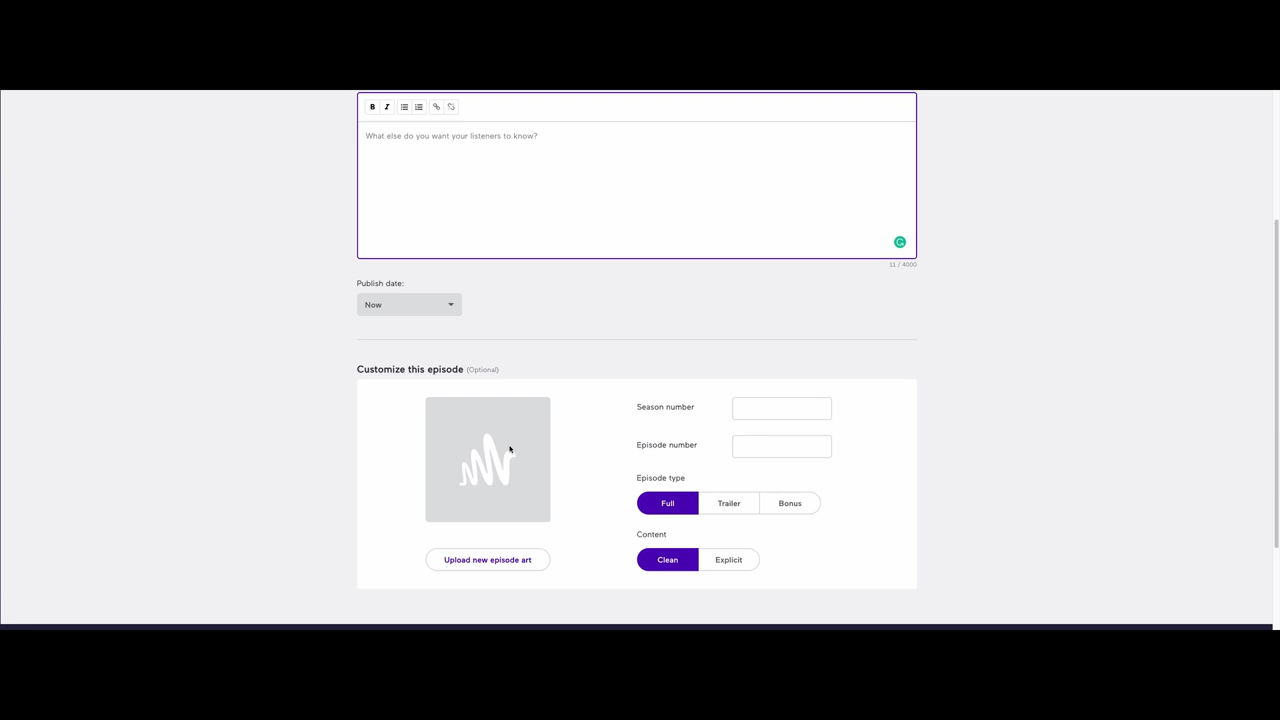 B I
What else do you want your listeners to know?
11 / 4000
Publish date:
Now
Customize this episode (Optional)
Season number
Episode number
Episode type
Full Trailer Bonus
Content
Upload new episode art
Clean Explicit